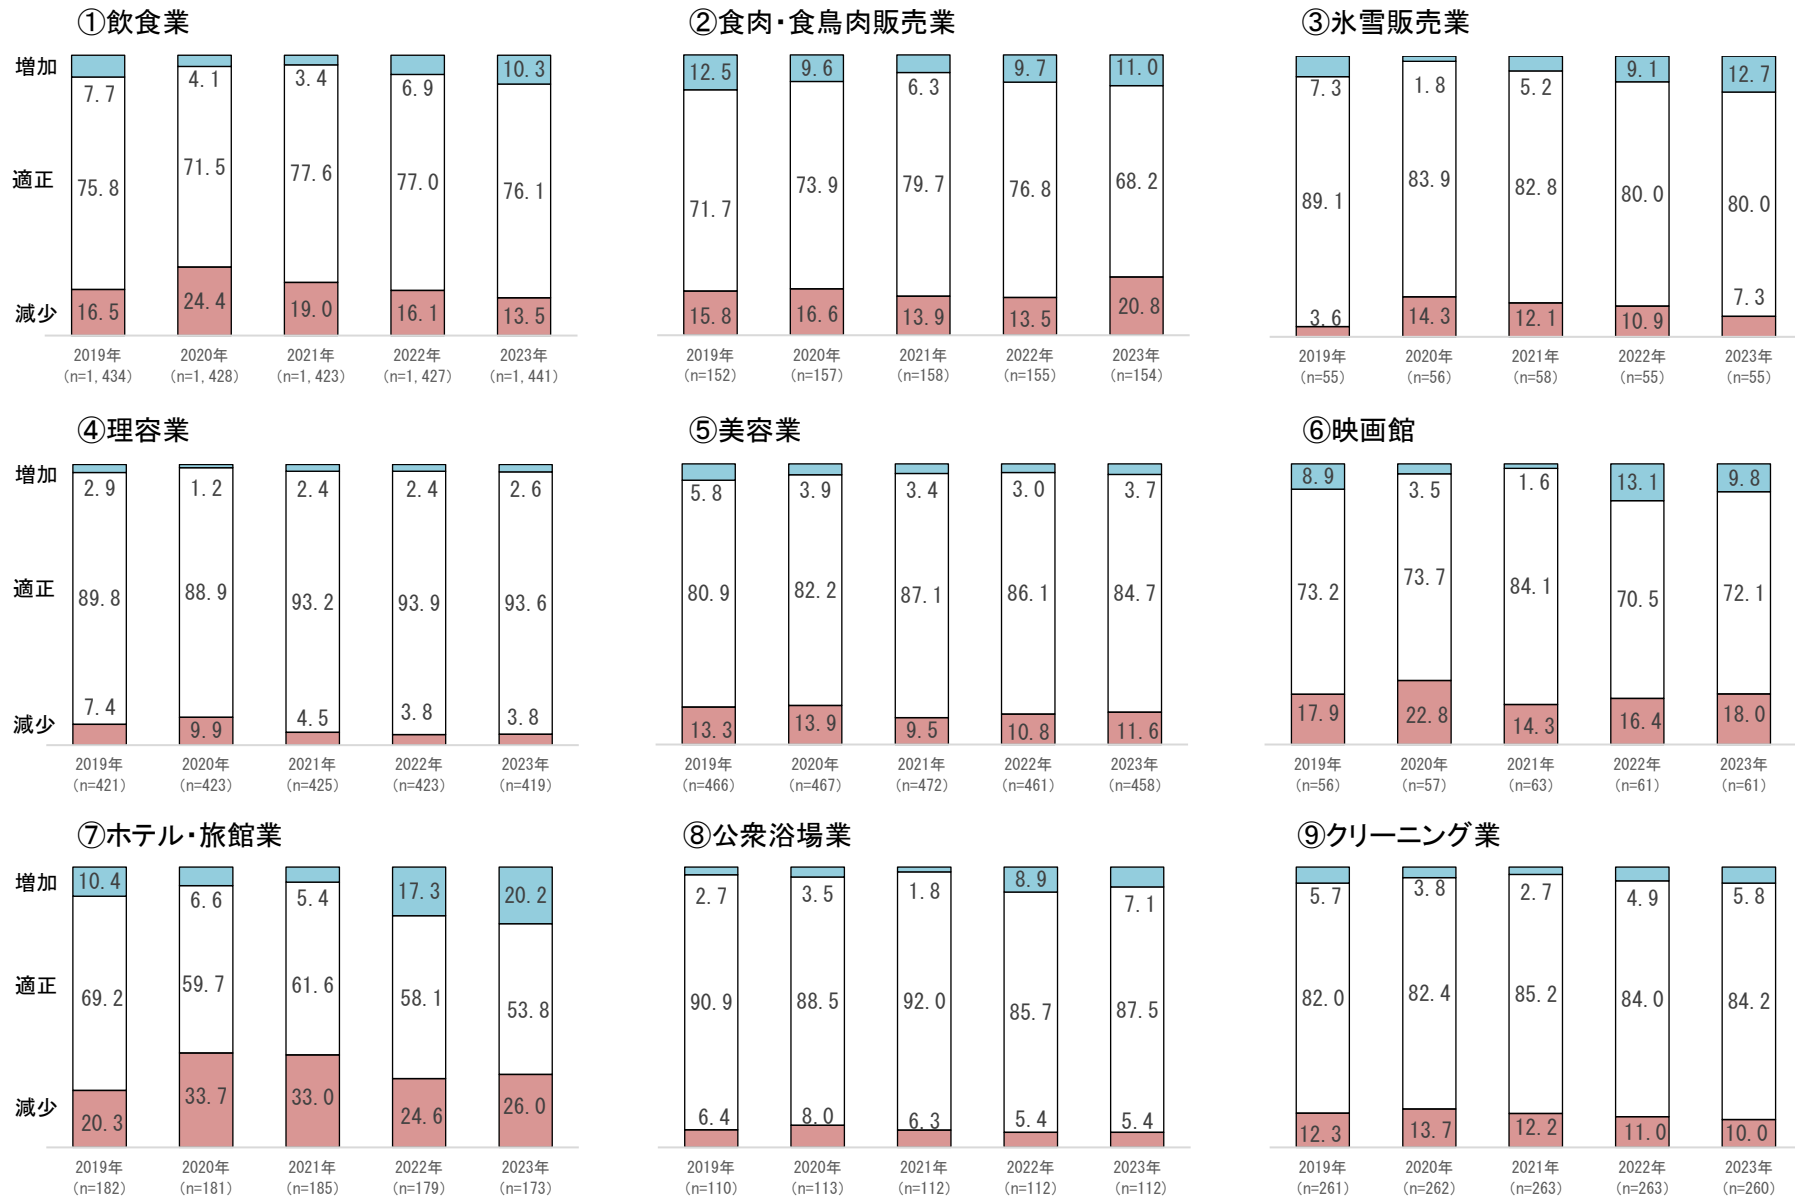 ①飲食業
増加
適正
減少
7.7 4.1 3.4 6.9 10.3
75.8 71.5 77.6 77.0 76.1
16.5 24.4 19.0 16.1 13.5
2019年 2020年 2021年 2022年 2023年
(n=1,434) (n=1,428) (n=1,423) (n=1,427) (n=1,441)
②食肉・食鳥肉販売業
12.5 9.6 6.3 9.7 11.0
71.7 73.9 79.7 76.8 68.2
15.8 16.6 13.9 13.5 20.8
2019年 2020年 2021年 2022年 2023年
(n=152) (n=157) (n=158) (n=155) (n=154)
③氷雪販売業
7.3 1.8 5.2 9.1 12.7
89.1 83.9 82.8 80.0 80.0
3.6 14.3 12.1 10.9 7.3
2019年 2020年 2021年 2022年 2023年
(n=55) (n=56) (n=58) (n=55) (n=55)
④理容業
増加
適正
減少
2.9 1.2 2.4 2.4 2.6
89.8 88.9 93.2 93.9 93.6
7.4 9.9 4.5 3.8 3.8
2019年 2020年 2021年 2022年 2023年
(n=421) (n=423) (n=425) (n=423) (n=419)
⑤美容業
5.8 3.9 3.4 3.0 3.7
80.9 82.2 87.1 86.1 84.7
13.3 13.9 9.5 10.8 11.6
2019年 2020年 2021年 2022年 2023年
(n=466) (n=467) (n=472) (n=461) (n=458)
⑥映画館
8.9 3.5 1.6 13.1 9.8
73.2 73.7 84.1 70.5 72.1
17.9 22.8 14.3 16.4 18.0
2019年 2020年 2021年 2022年 2023年
(n=56) (n=57) (n=63) (n=61) (n=61)
⑦ホテル・旅館業
増加
適正
減少
10.4 6.6 5.4 17.3 20.2
69.2 59.7 61.6 58.1 53.8
20.3 33.7 33.0 24.6 26.0
2019年 2020年 2021年 2022年 2023年
(n=182) (n=181) (n=185) (n=179) (n=173)
⑧公衆浴場業
2.7 3.5 1.8 8.9 7.1
90.9 88.5 92.0 85.7 87.5
6.4 8.0 6.3 5.4 5.4
2019年 2020年 2021年 2022年 2023年
(n=110) (n=113) (n=112) (n=112) (n=112)
⑨クリーニング業
5.7 3.8 2.7 4.9 5.8
82.0 82.4 85.2 84.0 84.2
12.3 13.7 12.2 11.0 10.0
2019年 2020年 2021年 2022年 2023年
(n=261) (n=262) (n=263) (n=263) (n=260)